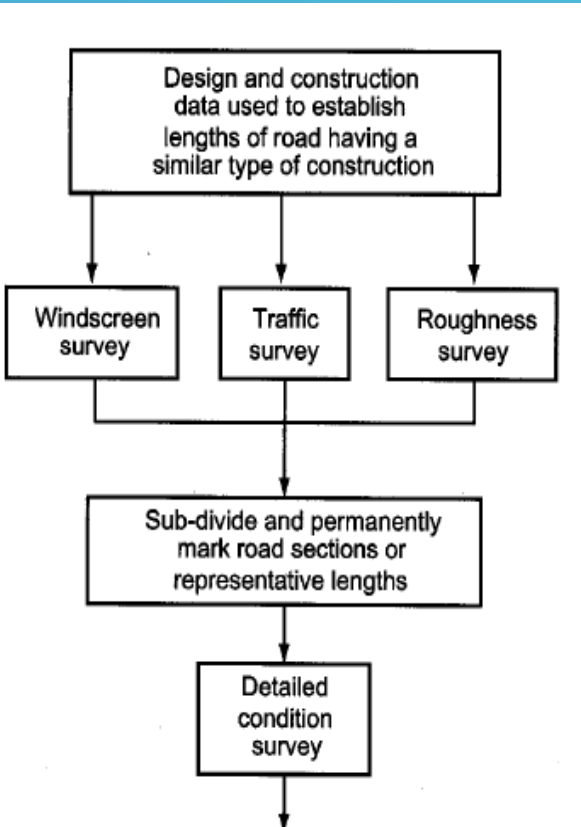 Design and construction
data used to establish
lengths of road having a
similar type of construction
Windscreen
survey
Traffic
survey
Roughness
survey
Sub-divide and permanently
mark road sections or
representative lengths
Detailed
condition
survey